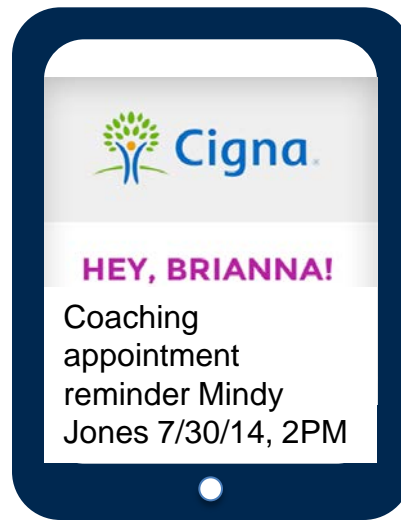 Cigna.
HEY, BRIANNA!
Coaching
appointment
reminder Mindy
Jones 7/30/14, 2PM